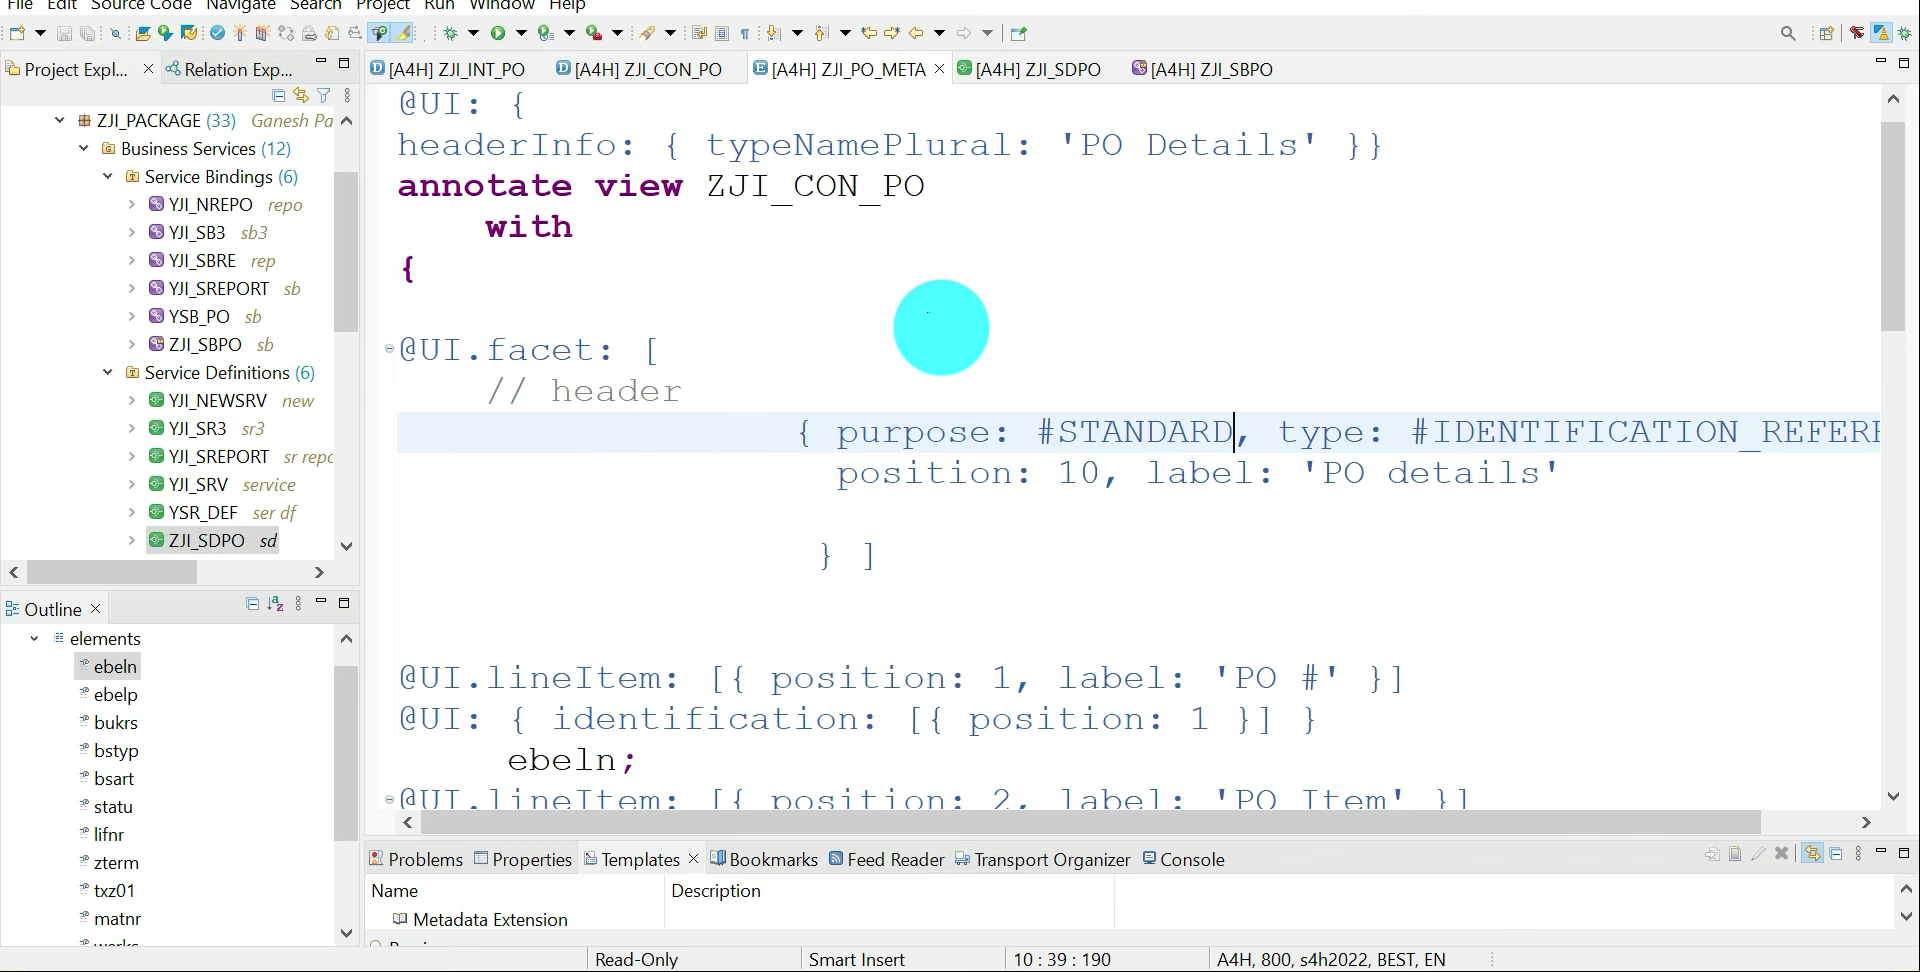 File Edit Source Code Navigate Search Project Run Window Help
Project Expl... Relation Exp...
[A4H] ZJI_INT_PO [A4H] ZJI_CON_PO [A4H] ZJI_PO_META [A4H] ZJI_SDPO [A4H] ZJI_SBPO
ZJI_PACKAGE (33) Ganesh Pa
Business Services (12)
Service Bindings (6)
YJI_NREPO repo
YJI_SB3 sb3
YJI_SBRE rep
YJI_SREPORT sb
YSB_PO sb
ZJI_SBPO sb
Service Definitions (6)
YJI_NEWSRV new
YJI_SR3 sr3
YJI_SREPORT sr repo
YJI_SRV service
YSR_DEF ser df
ZJI_SDPO sd
Outline
elements
ebeln
ebelp
bukrs
bstyp
bsart
statu
lifnr
zterm
txz01
matnr
@UI: {
headerInfo: { typeNamePlural: 'PO Details' }}
annotate view ZJI_CON_PO
with
{
@UI.facet: [
// header
{ purpose: #STANDARD, type: #IDENTIFICATION_REFERE
position: 10, label: 'PO details'
} ]
@UI.lineItem: [{ position: 1, label: 'PO #' }]
@UI: { identification: [{ position: 1 }] }
ebeln;
@UI.lineItem: [{ position: 2, label: 'PO Item' }]
Problems Properties Templates Bookmarks Feed Reader Transport Organizer Console
Name Description
Metadata Extension
Read-Only Smart Insert 10 : 39 : 190 A4H, 800, s4h2022, BEST, EN